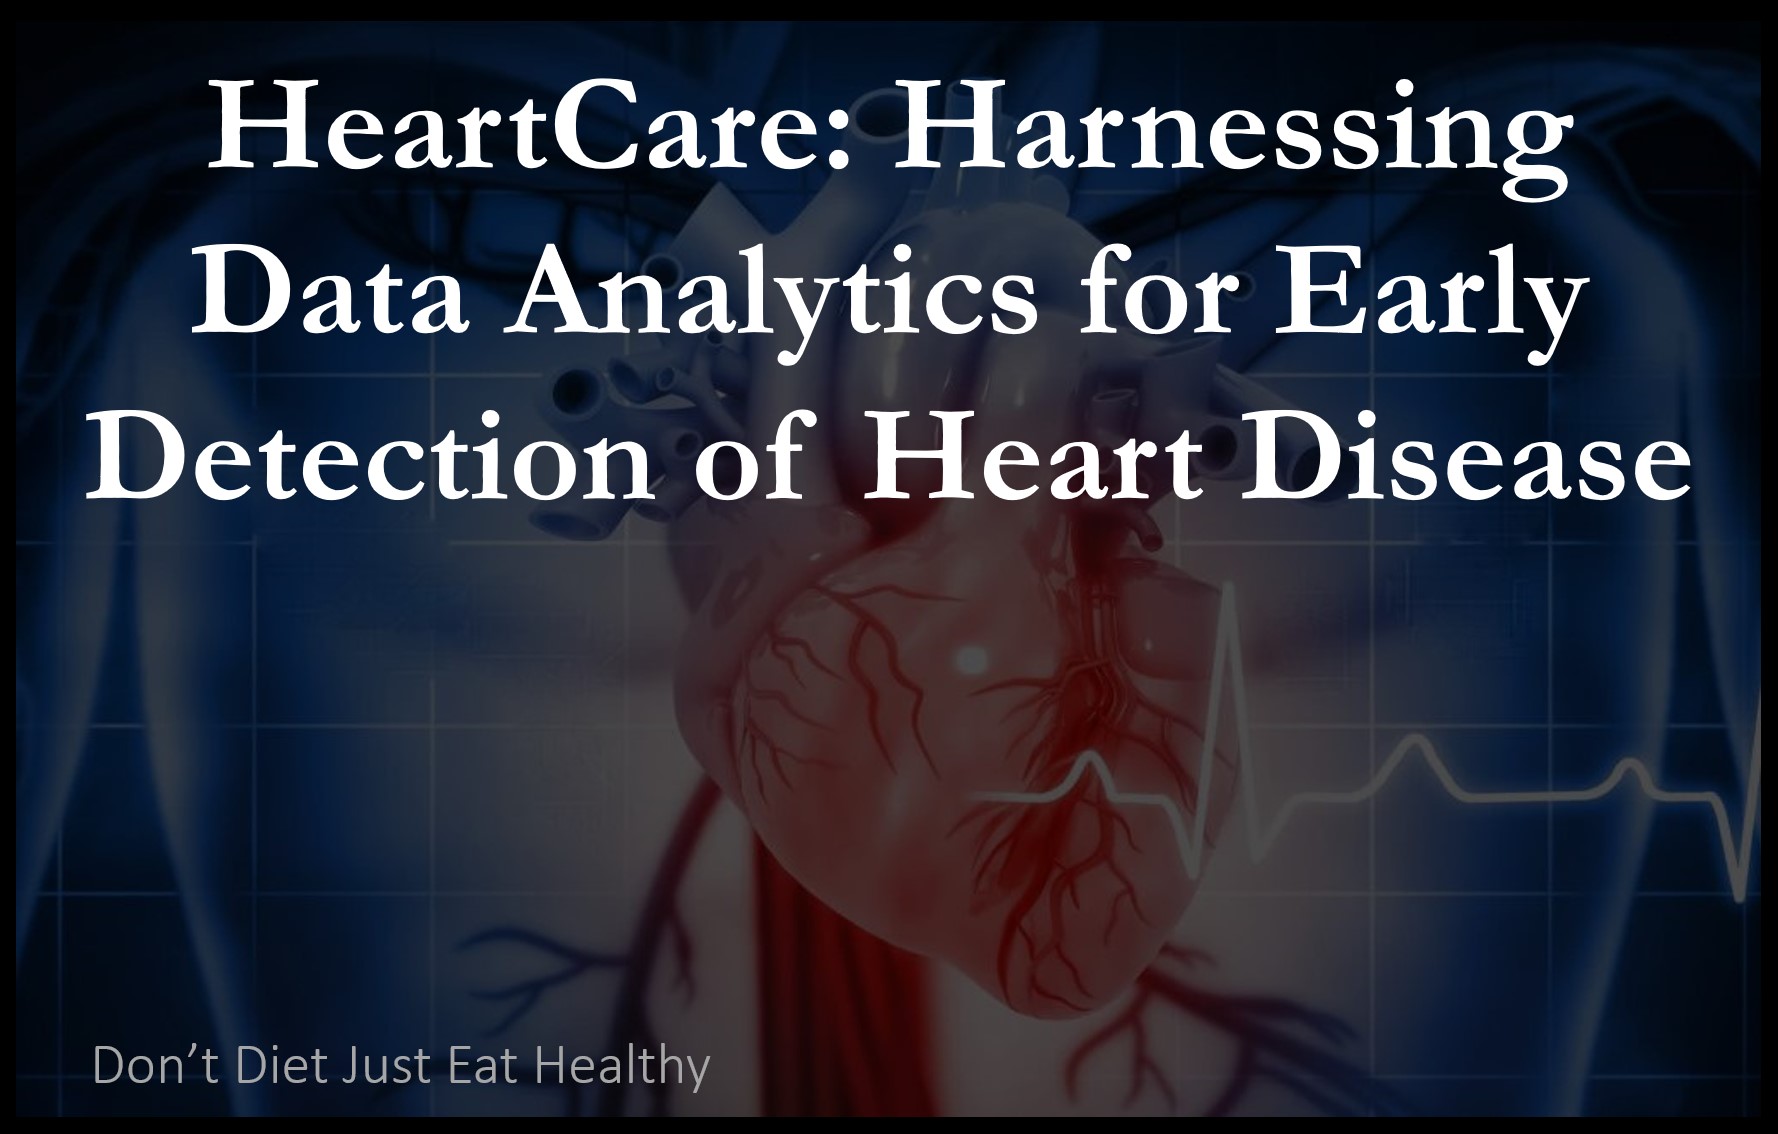 HeartCare: Harnessing
Data Analytics for Early
Detection of Heart Disease
Don’t Diet Just Eat Healthy